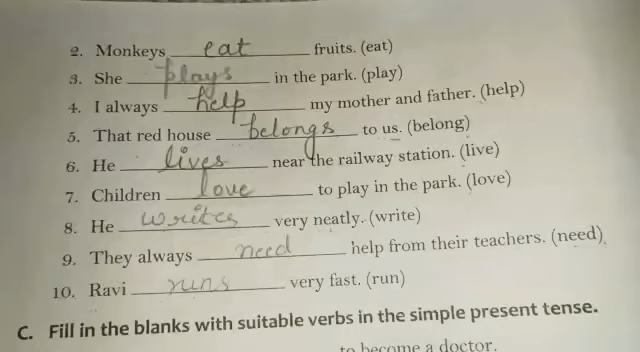 2. Monkeys eat fruits. (eat)
3. She plays in the park. (play)
4. I always help my mother and father. (help)
5. That red house belongs to us. (belong)
6. He lives near the railway station. (live)
7. Children love to play in the park. (love)
8. He writes very neatly. (write)
9. They always need help from their teachers. (need)
10. Ravi runs very fast. (run)
C. Fill in the blanks with suitable verbs in the simple present tense.
to become a doctor.